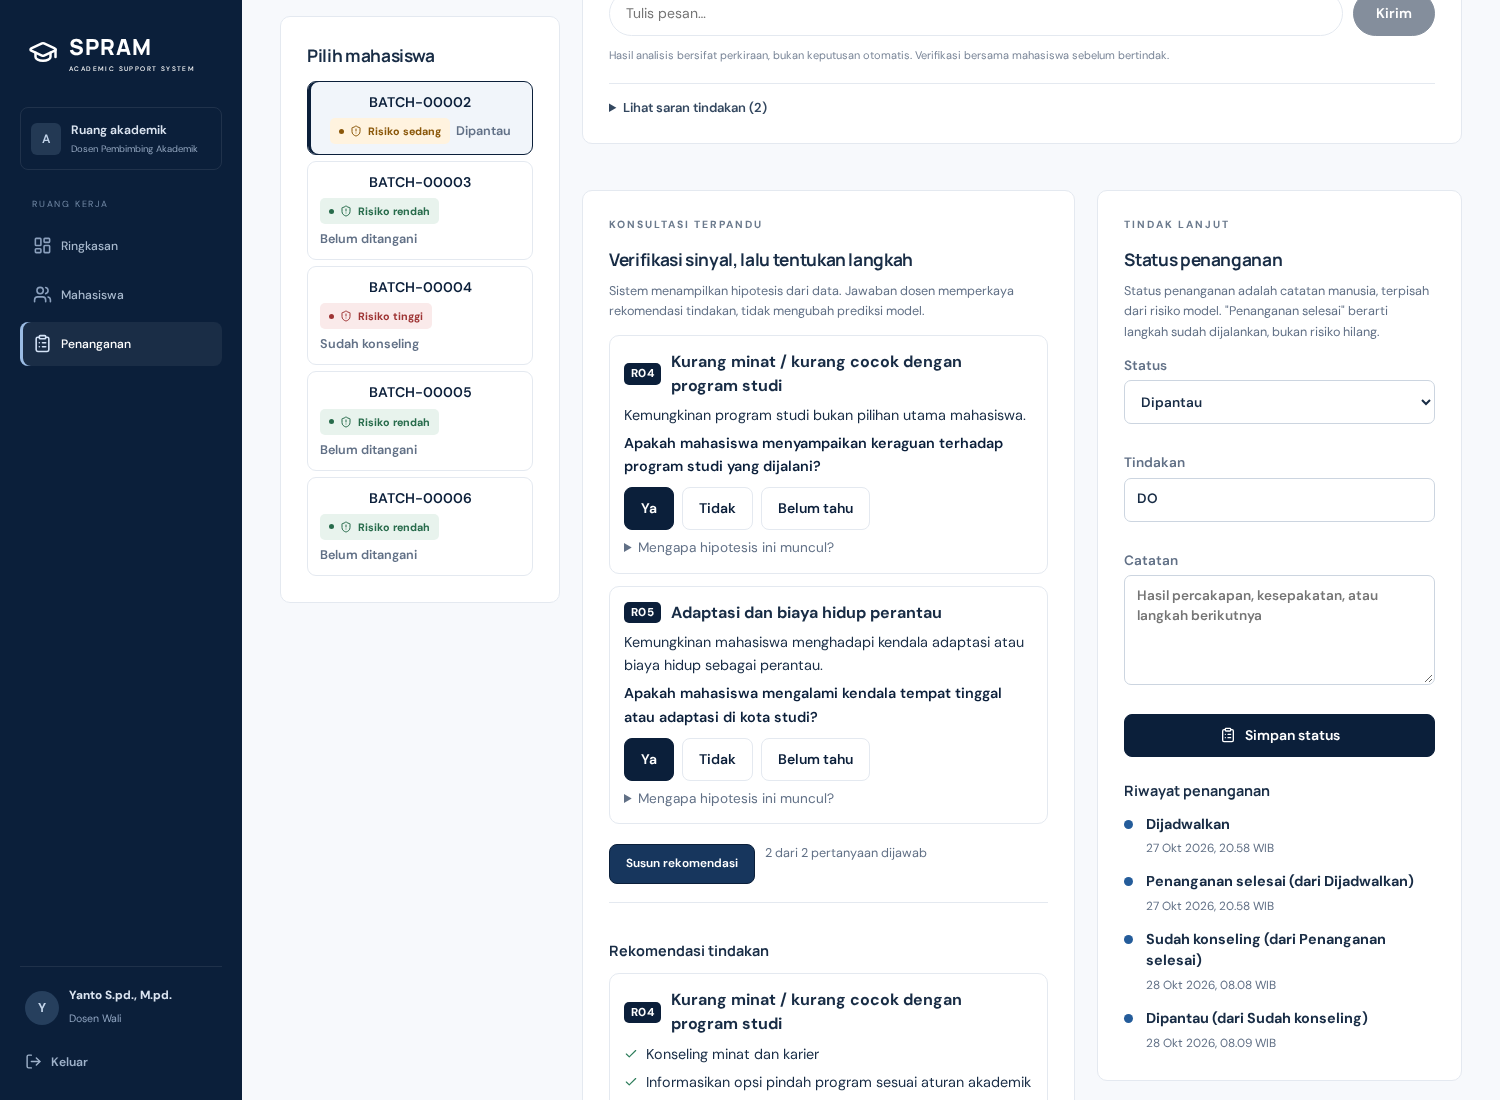 SPRAM
ACADEMIC SUPPORT SYSTEM
A
Ruang akademik
Dosen Pembimbing Akademik
RUANG KERJA
Ringkasan
Mahasiswa
Penanganan
Y
Yanto S.pd., M.pd.
Dosen Wali
Keluar
Pilih mahasiswa
BATCH-00002
Risiko sedang
Dipantau
BATCH-00003
Risiko rendah
Belum ditangani
BATCH-00004
Risiko tinggi
Sudah konseling
BATCH-00005
Risiko rendah
Belum ditangani
BATCH-00006
Risiko rendah
Belum ditangani
Tulis pesan...
Kirim
Hasil analisis bersifat perkiraan, bukan keputusan otomatis. Verifikasi bersama mahasiswa sebelum bertindak.
Lihat saran tindakan (2)
KONSULTASI TERPANDU
Verifikasi sinyal, lalu tentukan langkah
Sistem menampilkan hipotesis dari data. Jawaban dosen memperkaya
rekomendasi tindakan, tidak mengubah prediksi model.
R04
Kurang minat / kurang cocok dengan
program studi
Kemungkinan program studi bukan pilihan utama mahasiswa.
Apakah mahasiswa menyampaikan keraguan terhadap
program studi yang dijalani?
Ya
Tidak
Belum tahu
Mengapa hipotesis ini muncul?
R05
Adaptasi dan biaya hidup perantau
Kemungkinan mahasiswa menghadapi kendala adaptasi atau
biaya hidup sebagai perantau.
Apakah mahasiswa mengalami kendala tempat tinggal
atau adaptasi di kota studi?
Ya
Tidak
Belum tahu
Mengapa hipotesis ini muncul?
Susun rekomendasi
2 dari 2 pertanyaan dijawab
Rekomendasi tindakan
R04
Kurang minat / kurang cocok dengan
program studi
Konseling minat dan karier
Informasikan opsi pindah program sesuai aturan akademik
TINDAK LANJUT
Status penanganan
Status penanganan adalah catatan manusia, terpisah
dari risiko model. "Penanganan selesai" berarti
langkah sudah dijalankan, bukan risiko hilang.
Status
Dipantau
Tindakan
DO
Catatan
Hasil percakapan, kesepakatan, atau
langkah berikutnya
Simpan status
Riwayat penanganan
Dijadwalkan
27 Okt 2026, 20.58 WIB
Penanganan selesai (dari Dijadwalkan)
27 Okt 2026, 20.58 WIB
Sudah konseling (dari Penanganan
selesai)
28 Okt 2026, 08.08 WIB
Dipantau (dari Sudah konseling)
28 Okt 2026, 08.09 WIB